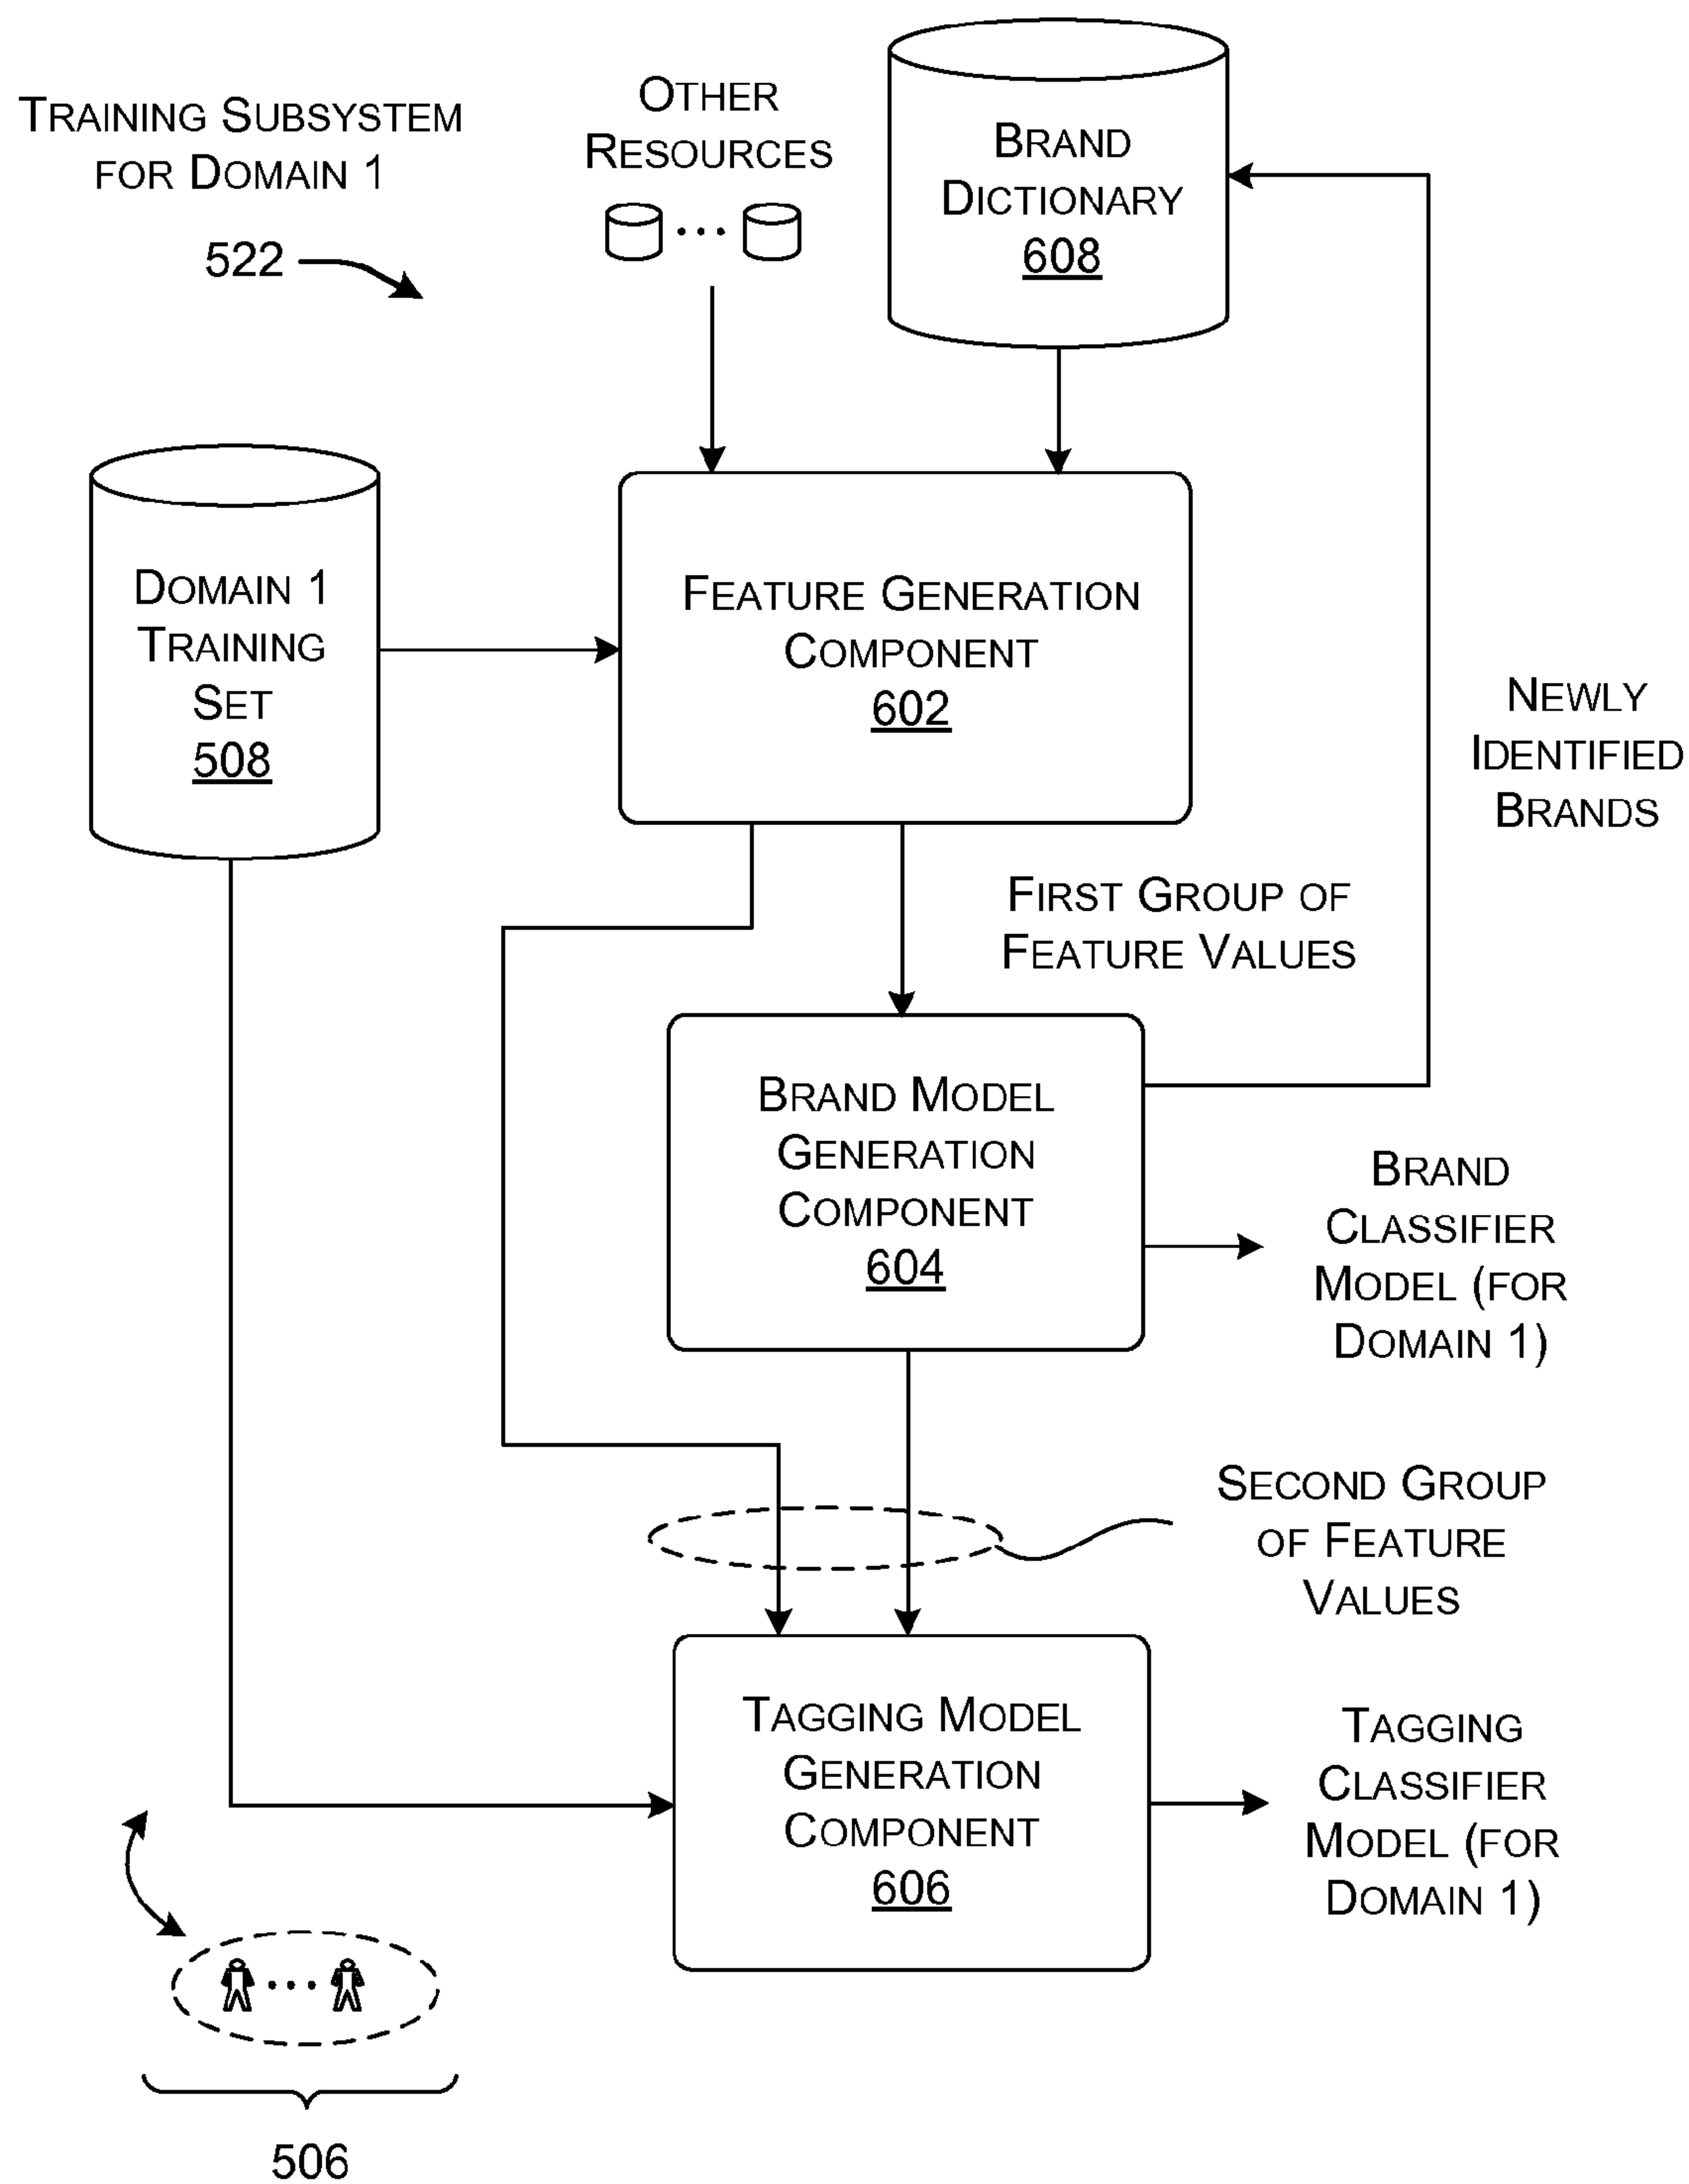 TRAINING SUBSYSTEM
FOR DOMAIN 1
522
OTHER
RESOURCES
BRAND
DICTIONARY
608
DOMAIN 1
TRAINING
SET
508
FEATURE GENERATION
COMPONENT
602
NEWLY
IDENTIFIED
BRANDS
FIRST GROUP OF
FEATURE VALUES
BRAND MODEL
GENERATION
COMPONENT
604
BRAND
CLASSIFIER
MODEL (FOR
DOMAIN 1)
SECOND GROUP
OF FEATURE
VALUES
TAGGING MODEL
GENERATION
COMPONENT
606
TAGGING
CLASSIFIER
MODEL (FOR
DOMAIN 1)
506